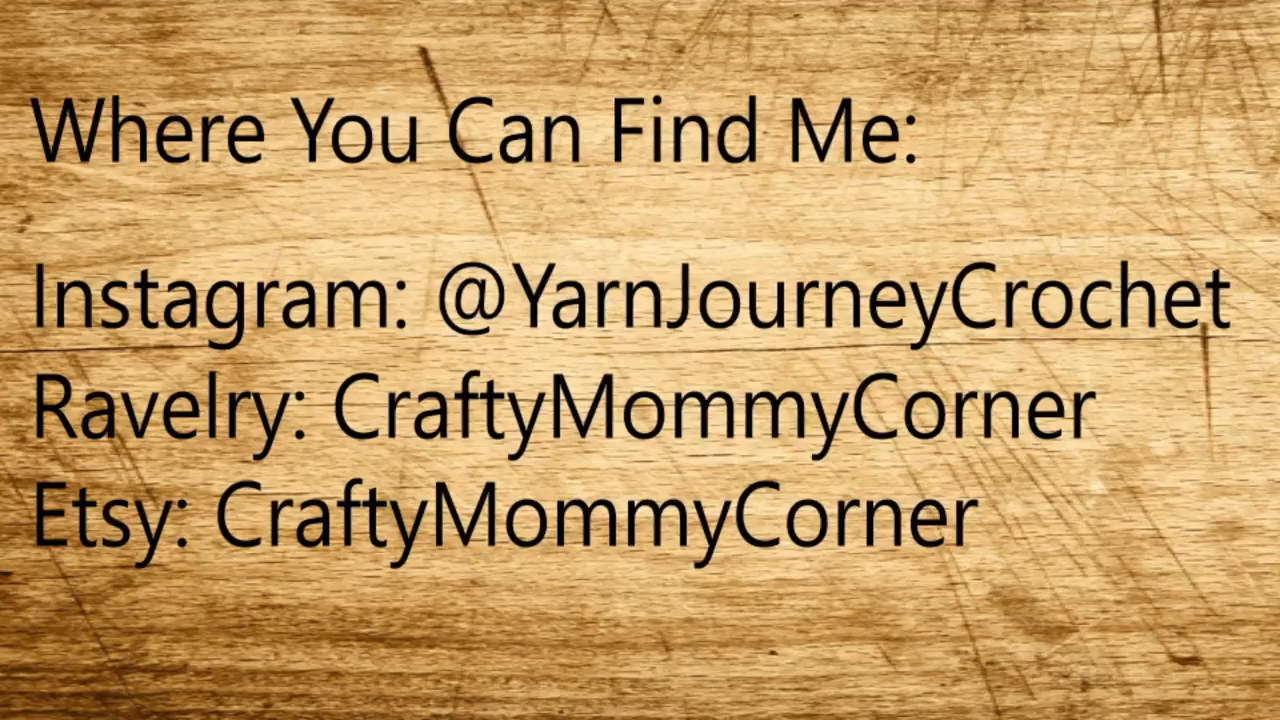 Where You Can Find Me:
Instagram: @YarnJourneyCrochet
Ravelry: CraftyMommyCorner
Etsy: CraftyMommyCorner